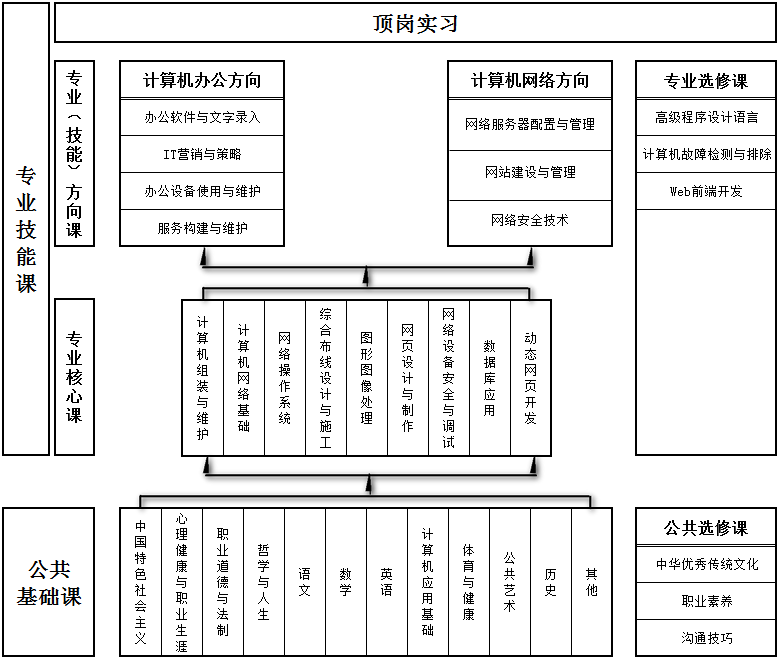 顶岗实习
专业技能课
专业（技能）方向课
计算机办公方向
办公软件与文字录入
IT营销与策略
办公设备使用与维护
服务构建与维护
计算机网络方向
网络服务器配置与管理
网站建设与管理
网络安全技术
专业选修课
高级程序设计语言
计算机故障检测与排除
Web前端开发
专业核心课
计算机组装与维护
计算机网络基础
网络操作系统
综合布线设计与施工
图形图像处理
网页设计与制作
网络设备安全与调试
数据库应用
动态网页开发
公共
基础课
中国特色社会主义
心理健康与职业生涯
职业道德与法制
哲学与人生
语文
数学
英语
计算机应用基础
体育与健康
公共艺术
历史
其他
公共选修课
中华优秀传统文化
职业素养
沟通技巧